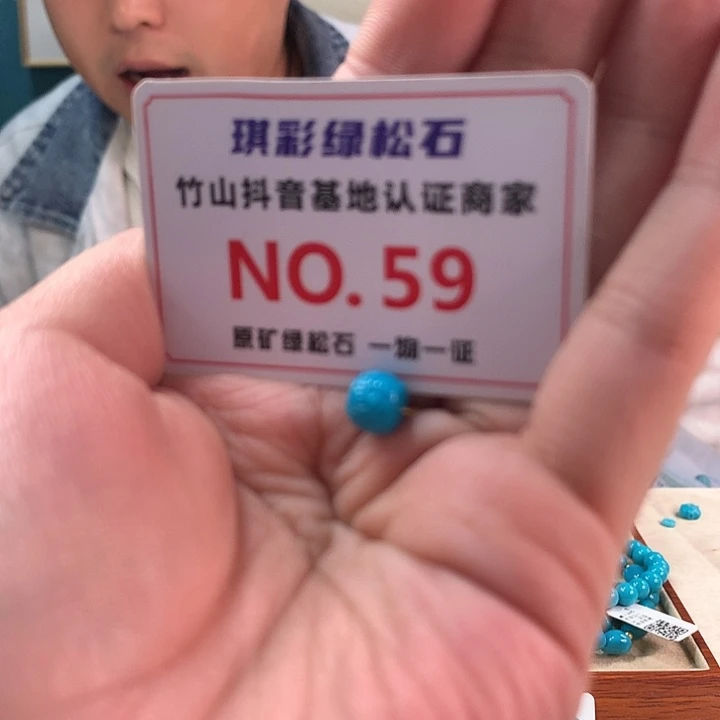 琪彩绿松石
竹山抖音基地认证商家
NO. 59
原矿绿松石 一物一证